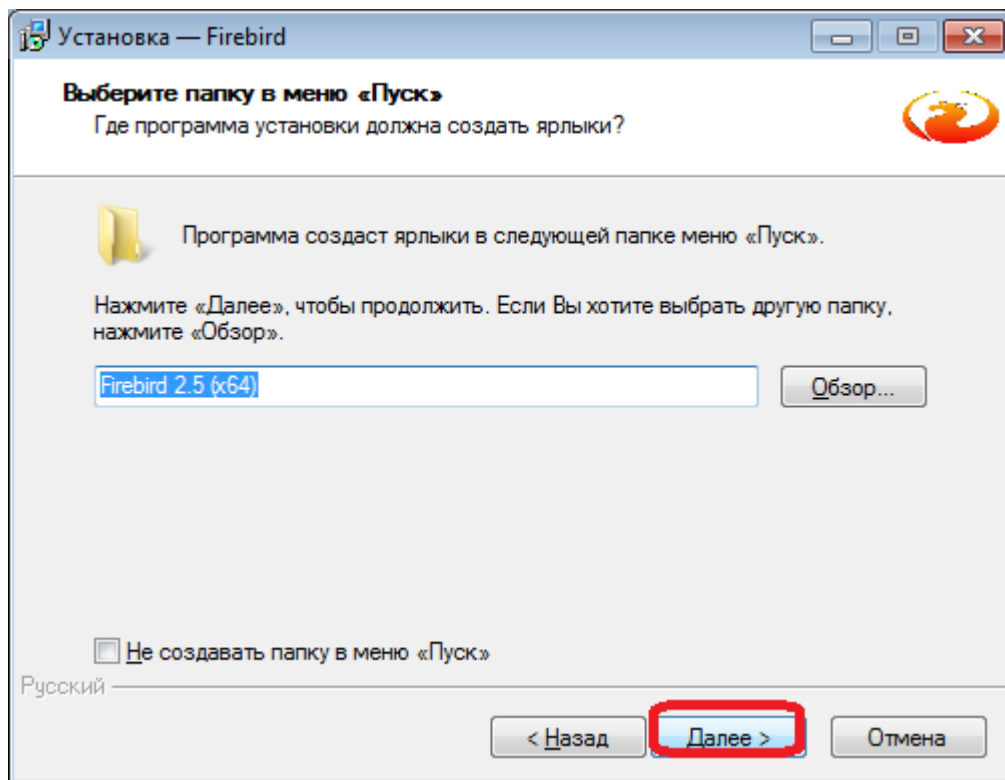 Установка — Firebird
Выберите папку в меню «Пуск»
Где программа установки должна создать ярлыки?
Программа создаст ярлыки в следующей папке меню «Пуск».
Нажмите «Далее», чтобы продолжить. Если Вы хотите выбрать другую папку,
нажмите «Обзор».
Firebird 2.5 (x64)
Обзор...
Не создавать папку в меню «Пуск»
Русский
< Назад
Далее >
Отмена